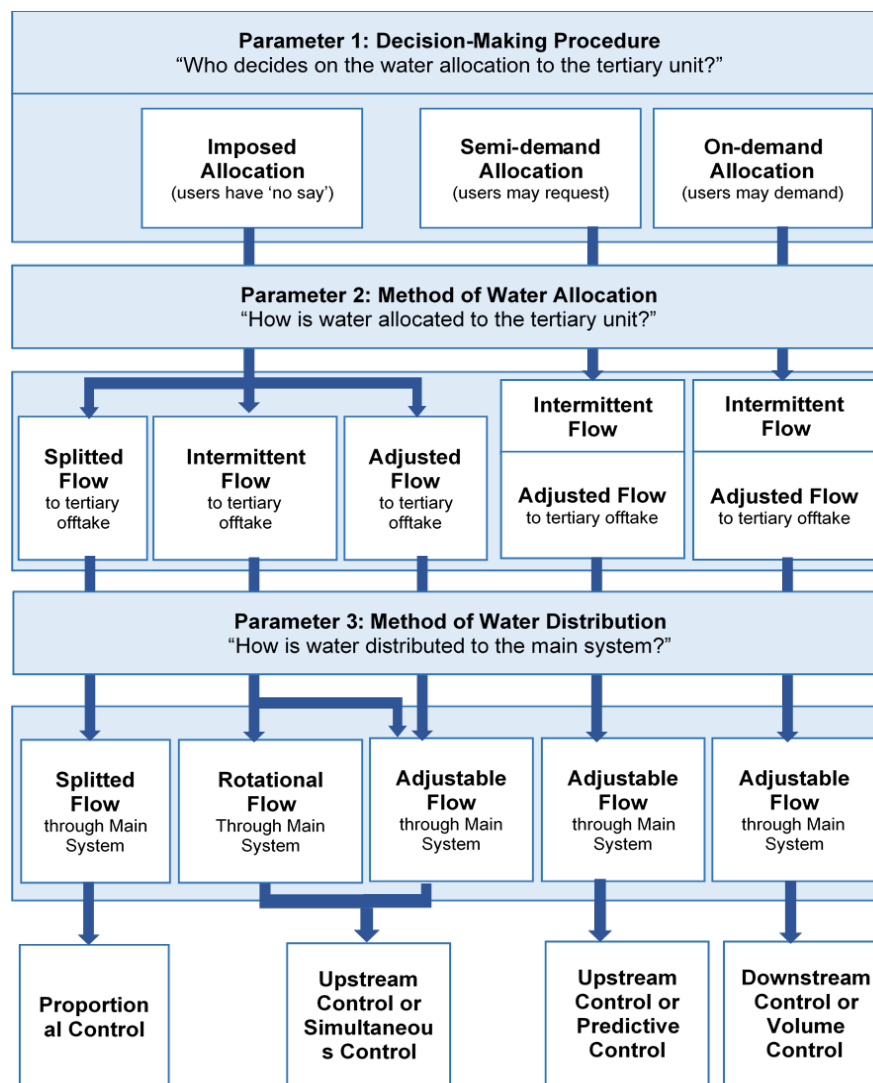 Parameter 1: Decision-Making Procedure
“Who decides on the water allocation to the tertiary unit?”
Imposed
Allocation
(users have ‘no say’)
Semi-demand
Allocation
(users may request)
On-demand
Allocation
(users may demand)
Parameter 2: Method of Water Allocation
“How is water allocated to the tertiary unit?”
Splitted
Flow
to tertiary
offtake
Intermittent
Flow
to tertiary
offtake
Adjusted
Flow
to tertiary
offtake
Intermittent
Flow
Adjusted Flow
to tertiary offtake
Intermittent
Flow
Adjusted Flow
to tertiary offtake
Parameter 3: Method of Water Distribution
“How is water distributed to the main system?”
Splitted
Flow
through Main
System
Rotational
Flow
Through Main
System
Adjustable
Flow
through Main
System
Adjustable
Flow
through Main
System
Adjustable
Flow
through Main
System
Proportion
al Control
Upstream
Control or
Simultaneou
s Control
Upstream
Control or
Predictive
Control
Downstream
Control or
Volume
Control